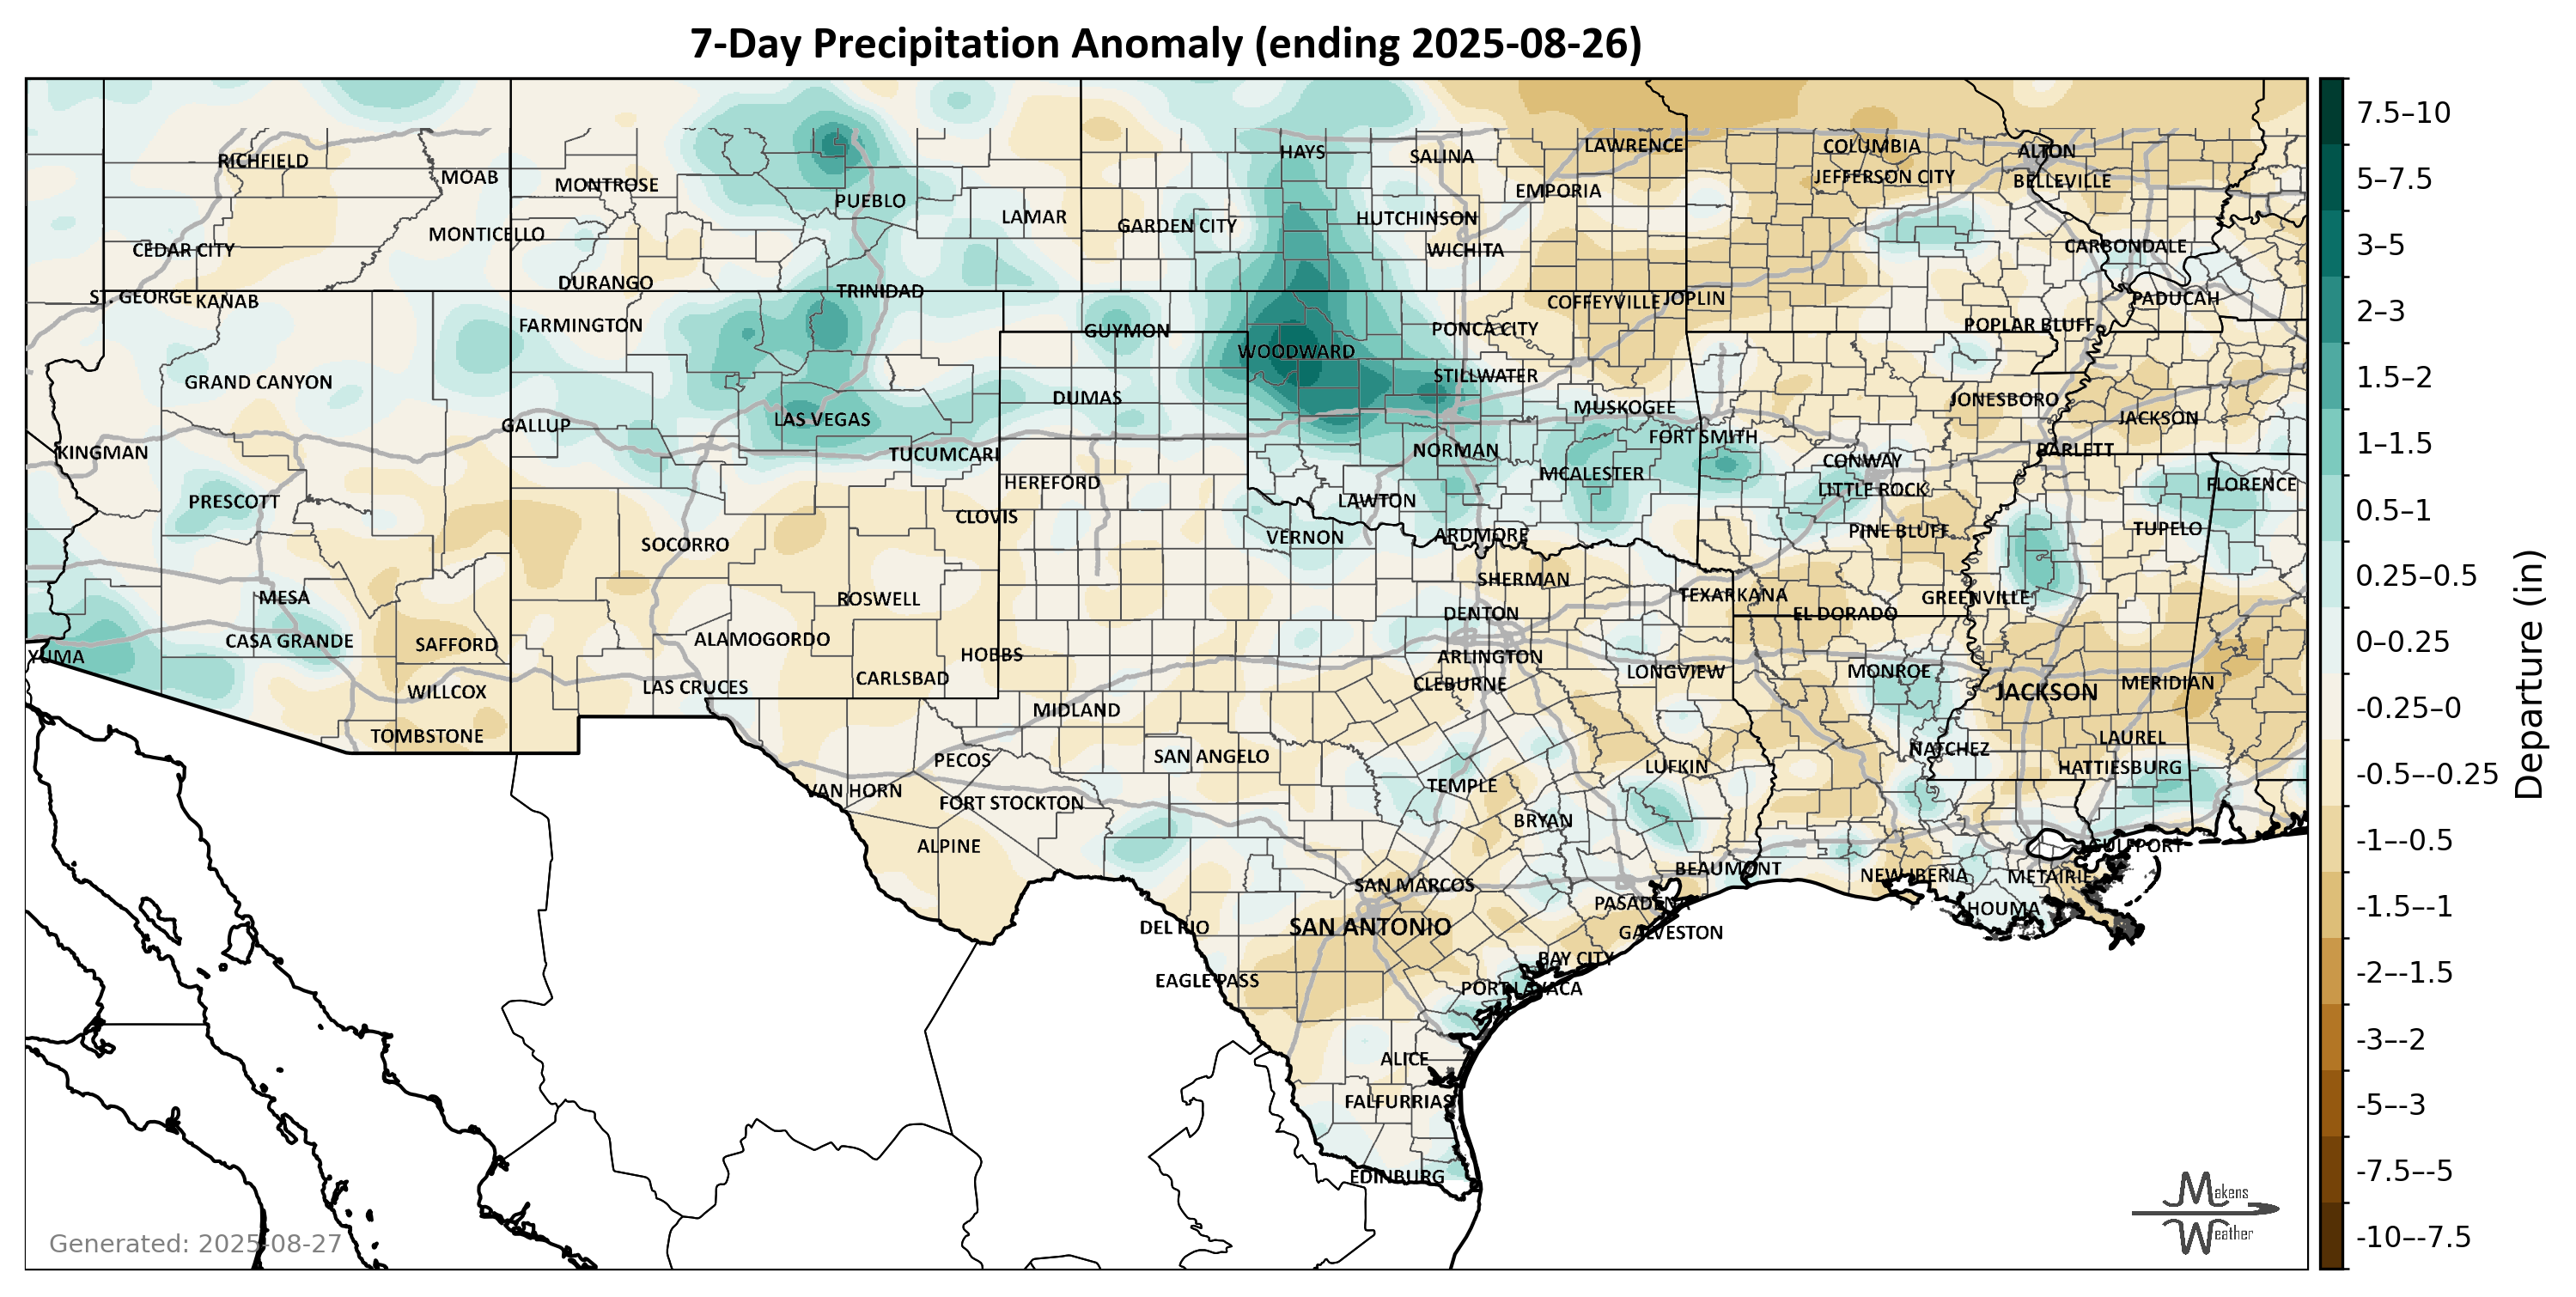 7-Day Precipitation Anomaly (ending 2025-08-26)
HAYS
SALINA
LAWRENCE
COLUMBIA
ALTON
RICHFIELD
MOAB
MONTROSE
EMPORIA
JEFFERSON CITY
BELLEVILLE
PUEBLO
LAMAR
GARDEN CITY
HUTCHINSON
MONTICELLO
CEDAR CITY
WICHITA
CARBONDALE
DURANGO
TRINIDAD
ST. GEORGE
KANAB
COFFEYVILLE
JOPLIN
PADUCAH
FARMINGTON
GUYMON
PONCA CITY
POPLAR BLUFF
WOODWARD
GRAND CANYON
STILLWATER
DUMAS
MUSKOGEE
JONESBORO
JACKSON
LAS VEGAS
GALLUP
KINGMAN
TUCUMCARI
NORMAN
FORT SMITH
BARLETT
CONWAY
PRESCOTT
HEREFORD
MCALESTER
LITTLE ROCK
FLORENCE
LAWTON
CLOVIS
PINE BLUFF
TUPELO
SOCORRO
VERNON
ARDMORE
SHERMAN
MESA
ROSWELL
TEXARKANA
GREENVILLE
DENTON
EL DORADO
CASA GRANDE
SAFFORD
ALAMOGORDO
YUMA
HOBBS
ARLINGTON
LONGVIEW
MONROE
CARLSBAD
CLEBURNE
JACKSON
MERIDIAN
WILLCOX
LAS CRUCES
MIDLAND
TOMBSTONE
LAUREL
NATCHEZ
PECOS
SAN ANGELO
LUFKIN
HATTIESBURG
VAN HORN
FORT STOCKTON
TEMPLE
BRYAN
ALPINE
GULFPORT
BEAUMONT
SAN MARCOS
NEW IBERIA
METAIRIE
PASADENA
HOUMA
DEL RIO
SAN ANTONIO
GALVESTON
BAY CITY
EAGLE PASS
PORT LAVACA
ALICE
FALFURRIAS
EDINBURG
7.5–10
5–7.5
3–5
2–3
1.5–2
1–1.5
0.5–1
0.25–0.5
0–0.25
-0.25–0
-0.5–-0.25
-1–-0.5
-1.5–-1
-2–-1.5
-3–-2
-5–-3
-7.5–-5
-10–-7.5
Departure (in)
Generated: 2025-08-27
Makens
Weather